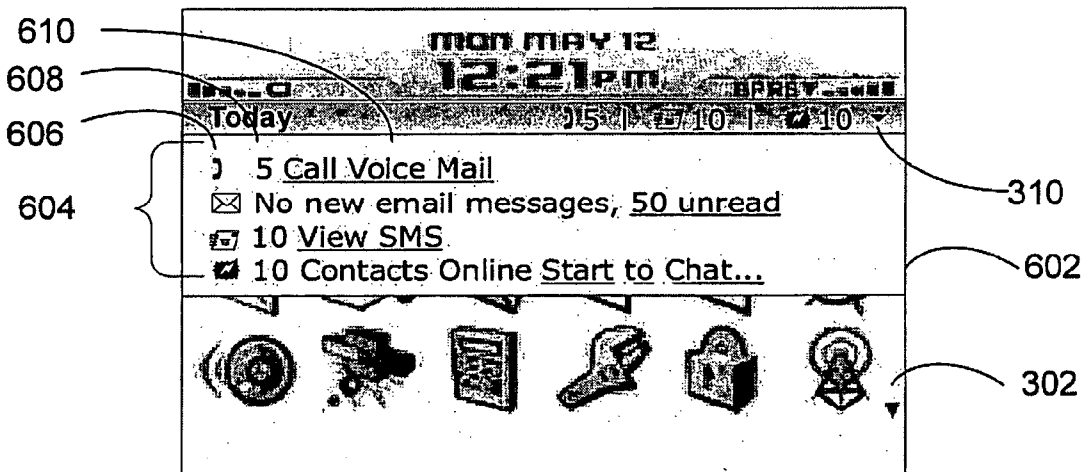 610
608
606
604
MON MAY 12
12:21PM
GPRS
Today 5 | 10 | 10
5 Call Voice Mail
No new email messages, 50 unread
10 View SMS
10 Contacts Online Start to Chat...
310
602
302